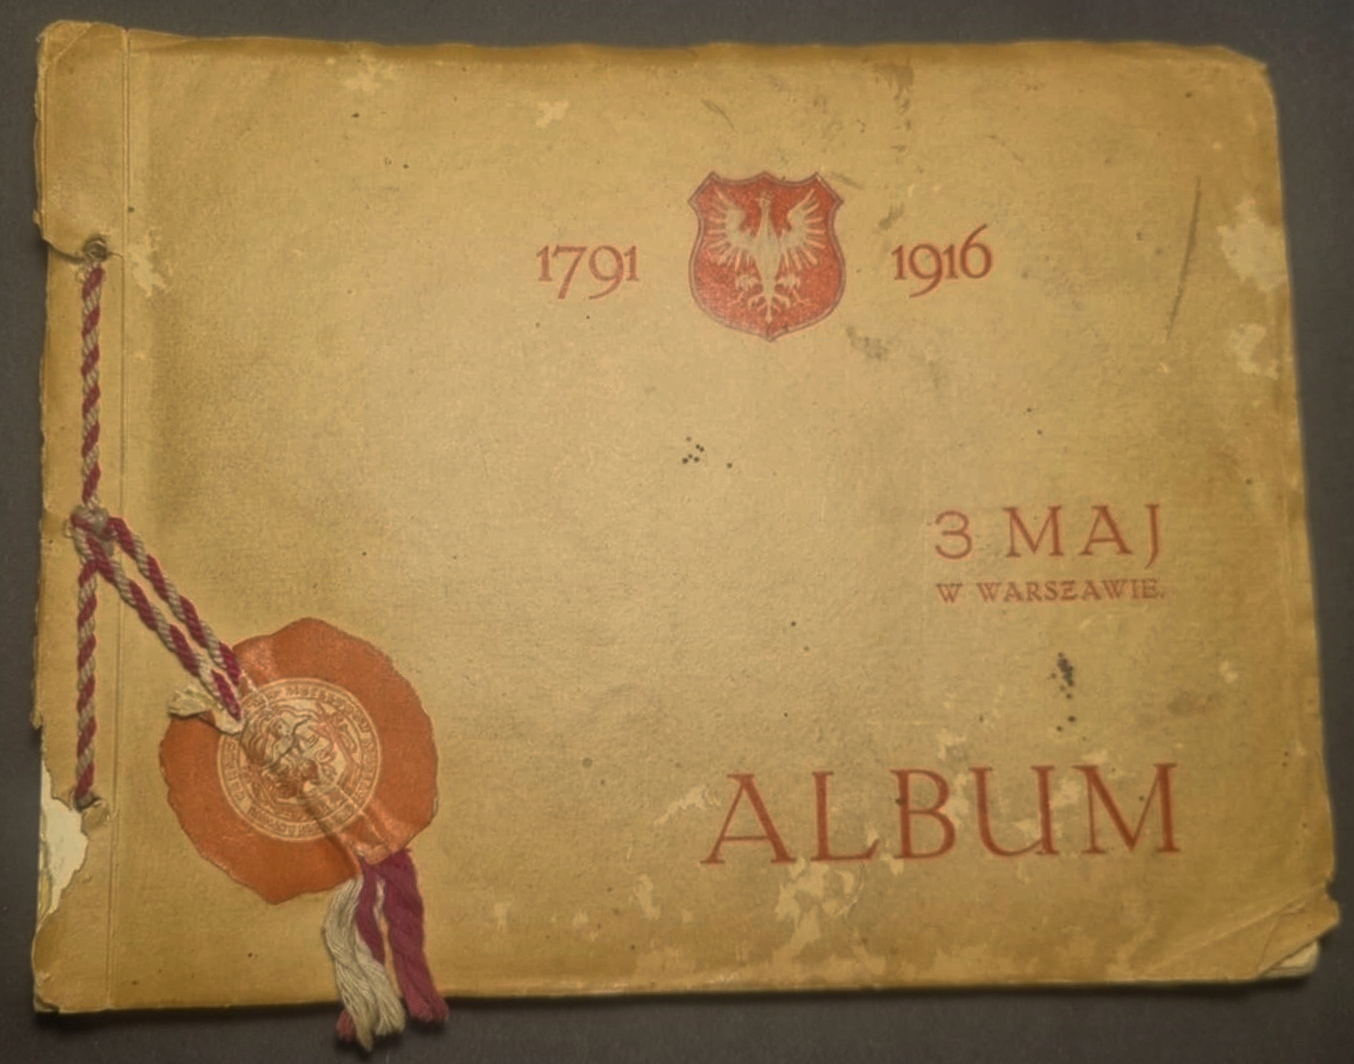 1791 1916
3 MAJ
W WARSZAWIE.
ALBUM